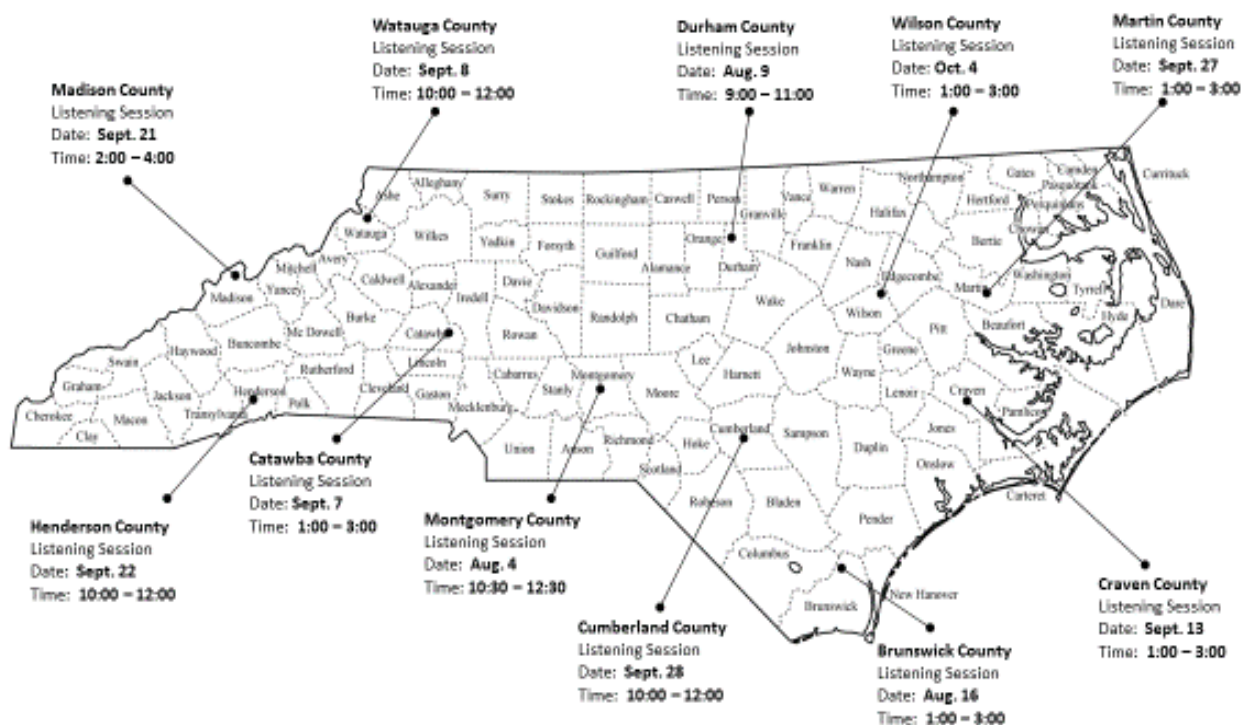 Watauga County
Listening Session
Date: Sept. 8
Time: 10:00 – 12:00
Durham County
Listening Session
Date: Aug. 9
Time: 9:00 – 11:00
Wilson County
Listening Session
Date: Oct. 4
Time: 1:00 – 3:00
Martin County
Listening Session
Date: Sept. 27
Time: 1:00 – 3:00
Madison County
Listening Session
Date: Sept. 21
Time: 2:00 – 4:00
Ashe
Alleghany
Surry
Stokes
Rockingham
Caswell
Person
Granville
Vance
Warren
Northampton
Halifax
Hertford
Gates
Camden
Pasquotank
Perquimans
Chowan
Currituck
Watauga
Wilkes
Yadkin
Forsyth
Guilford
Alamance
Orange
Durham
Franklin
Nash
Edgecombe
Bertie
Martin
Washington
Tyrrell
Dare
Hyde
Beaufort
Madison
Yancey
Mitchell
Avery
Caldwell
Alexander
Iredell
Davie
Davidson
Randolph
Chatham
Wake
Wilson
Pitt
Greene
Johnston
Wayne
Lenoir
Craven
Pamlico
Jones
Onslow
Carteret
Swain
Haywood
Buncombe
Mc Dowell
Burke
Catawba
Rowan
Lincoln
Cabarrus
Stanly
Montgomery
Moore
Lee
Harnett
Graham
Cherokee
Clay
Macon
Jackson
Transylvania
Henderson
Polk
Rutherford
Cleveland
Gaston
Mecklenburg
Union
Anson
Richmond
Scotland
Hoke
Cumberland
Sampson
Duplin
Robeson
Bladen
Pender
Columbus
Brunswick
New Hanover
Henderson County
Listening Session
Date: Sept. 22
Time: 10:00 – 12:00
Catawba County
Listening Session
Date: Sept. 7
Time: 1:00 – 3:00
Montgomery County
Listening Session
Date: Aug. 4
Time: 10:30 – 12:30
Cumberland County
Listening Session
Date: Sept. 28
Time: 10:00 – 12:00
Brunswick County
Listening Session
Date: Aug. 16
Time: 1:00 – 3:00
Craven County
Listening Session
Date: Sept. 13
Time: 1:00 – 3:00